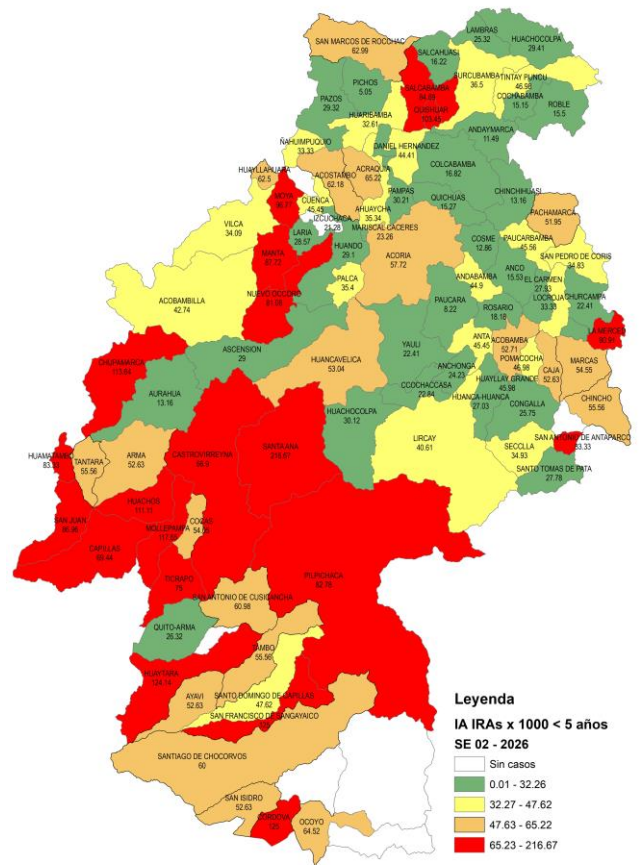 LAMBRAS
25.32
HUACHOCOLPA
29.41
SAN MARCOS DE ROCCHAC
62.99
SALCAHUASI
16.22
SURCUBAMBA
36.5
TINTAY PUNCU
46.96
SALCABAMBA
COCHABAMBA
15.15
ROBLE
15.5
PICHOS
5.05
PAZOS
29.32
HUARIBAMBA
32.61
ANDAYMARCA
11.49
ÑAHUIMPUQUIO
33.33
DANIEL HERNANDEZ
44.41
COLCABAMBA
16.82
HUAYLLAHUARA
62.5
ACOSTAMBO
62.18
ACRAQUIA
65.22
CHINCHIHUASI
13.16
MOYA
CUENCA
45.45
AHUAYCHA
35.34
PAMPAS
30.21
QUICHUAS
15.27
PACHAMARCA
51.95
IZCUCHACA
21.28
MARISCAL CACERES
23.26
VILCA
34.09
LARIA
28.57
HUANDO
29.1
COSME
12.86
PAUCARBAMBA
45.56
MANTA
ACORIA
57.72
SAN PEDRO DE CORIS
34.83
ANCO
15.53
EL CARMEN
27.93
PALCA
35.4
ANDABAMBA
44.9
LOCROJA
33.33
CHURCAMPA
22.41
NUEVO OCCORO
ACOBAMBILLA
42.74
PAUCARA
8.22
ROSARIO
18.18
LA MERCED
ANTA
45.45
ACOBAMBA
52.71
ASCENSION
29
YAULI
22.41
POMACOCHA
46.98
CHUPAMARCA
HUANCAVELICA
53.04
ANCHONGA
24.23
CAJA
52.63
MARCAS
54.55
CCOCHACCASA
22.84
HUAYLLAY GRANDE
45.98
AURAHUA
13.16
HUANCA-HUANCA
27.03
CONGALLA
25.75
CHINCHO
55.56
HUACHOCOLPA
30.12
LIRCAY
40.61
SAN ANTONIO DE ANTAPARCO
33.33
ARMA
52.63
CASTROVIRREYNA
SANTA ANA
SECCLLA
34.93
HUAMATAMBO
TANTARA
55.56
SANTO TOMAS DE PATA
27.78
HUACHOS
COCAS
54.05
SAN JUAN
MOLLEPAMPA
CAPILLAS
TICRAPO
PILPICHACA
SAN ANTONIO DE CUSICANCHA
60.98
QUITO-ARMA
26.32
TAMBO
55.56
HUAYTARA
AYAVI
52.63
SANTO DOMINGO DE CAPILLAS
47.62
SAN FRANCISCO DE SANGAYAICO
SANTIAGO DE CHOCORVOS
60
SAN ISIDRO
52.63
CORDOVA
125
OCOYO
64.52
Leyenda
IA IRAs x 1000 < 5 años
SE 02 - 2026
Sin casos
0.01 - 32.26
32.27 - 47.62
47.63 - 65.22
65.23 - 216.67